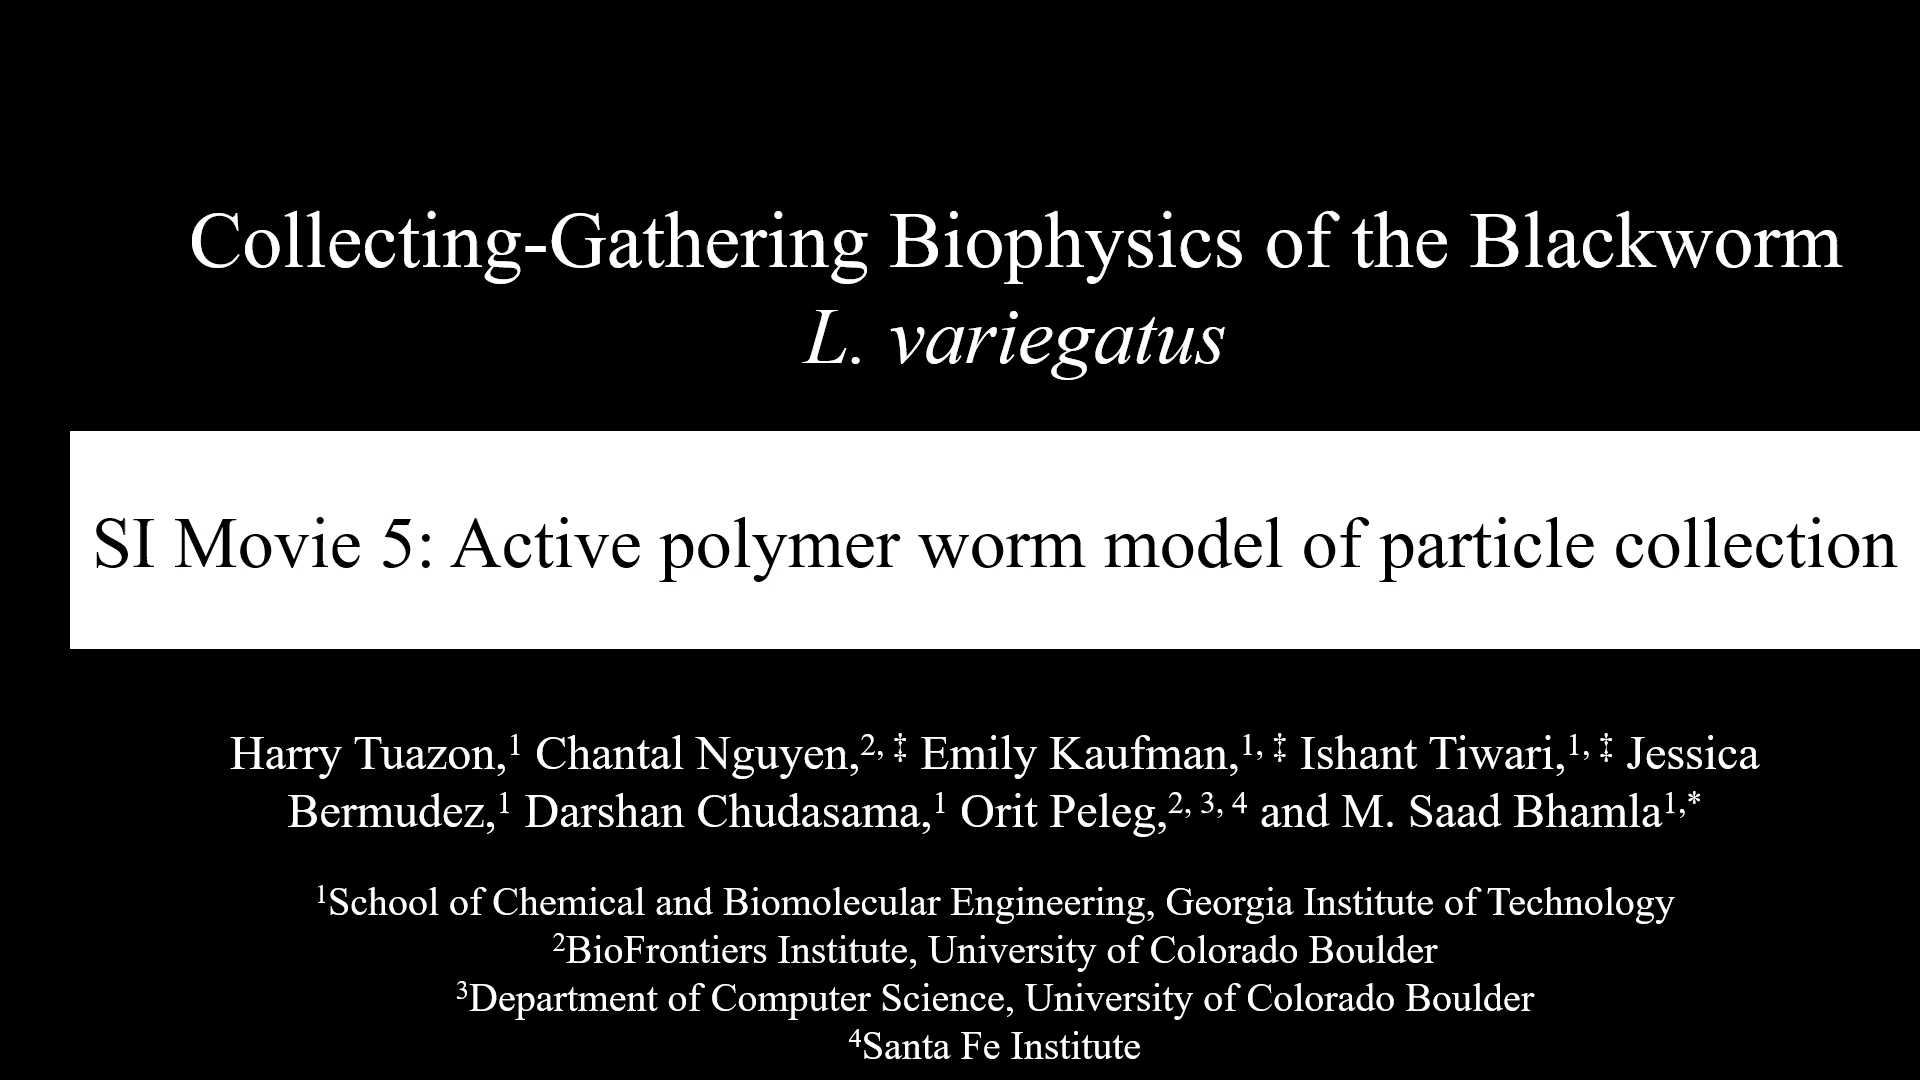 Collecting-Gathering Biophysics of the Blackworm
L. variegatus
SI Movie 5: Active polymer worm model of particle collection
Harry Tuazon,¹ Chantal Nguyen,², ‡ Emily Kaufman,¹, ‡ Ishant Tiwari,¹, ‡ Jessica
Bermudez,¹ Darshan Chudasama,¹ Orit Peleg,², ³, ⁴ and M. Saad Bhamla¹,*
¹School of Chemical and Biomolecular Engineering, Georgia Institute of Technology
²BioFrontiers Institute, University of Colorado Boulder
³Department of Computer Science, University of Colorado Boulder
⁴Santa Fe Institute